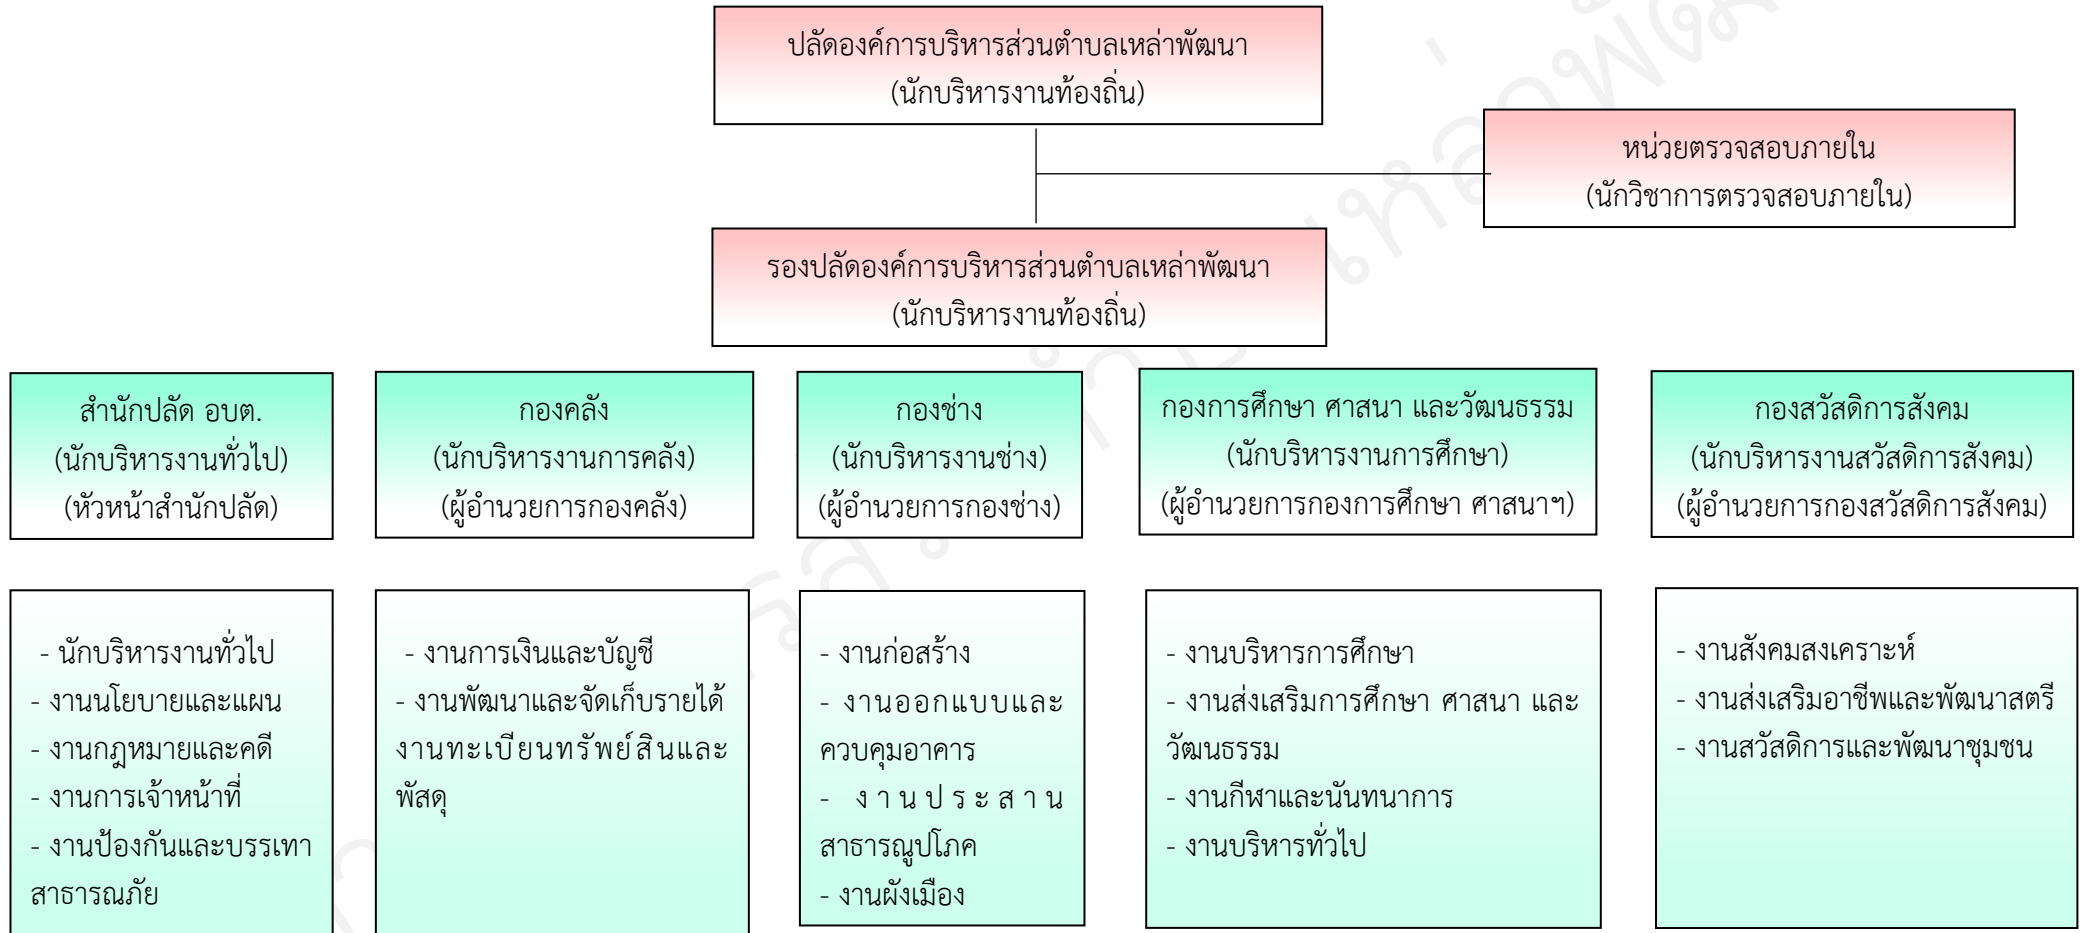 ปลัดองค์การบริหารส่วนตำบลเหล่าพัฒนา
(นักบริหารงานท้องถิ่น)
หน่วยตรวจสอบภายใน
(นักวิชาการตรวจสอบภายใน)
รองปลัดองค์การบริหารส่วนตำบลเหล่าพัฒนา
(นักบริหารงานท้องถิ่น)
สำนักปลัด อบต.
(นักบริหารงานทั่วไป)
(หัวหน้าสำนักปลัด)
กองคลัง
(นักบริหารงานการคลัง)
(ผู้อำนวยการกองคลัง)
กองช่าง
(นักบริหารงานช่าง)
(ผู้อำนวยการกองช่าง)
กองการศึกษา ศาสนา และวัฒนธรรม
(นักบริหารงานการศึกษา)
(ผู้อำนวยการกองการศึกษา ศาสนาฯ)
กองสวัสดิการสังคม
(นักบริหารงานสวัสดิการสังคม)
(ผู้อำนวยการกองสวัสดิการสังคม)
- นักบริหารงานทั่วไป
- งานนโยบายและแผน
- งานกฎหมายและคดี
- งานการเจ้าหน้าที่
- งานป้องกันและบรรเทา
สาธารณภัย
- งานการเงินและบัญชี
- งานพัฒนาและจัดเก็บรายได้
งานทะเบียนทรัพย์สินและ
พัสดุ
- งานก่อสร้าง
- งานออกแบบและ
ควบคุมอาคาร
- งานประสาน
สาธารณูปโภค
- งานผังเมือง
- งานบริหารการศึกษา
- งานส่งเสริมการศึกษา ศาสนา และ
วัฒนธรรม
- งานกีฬาและนันทนาการ
- งานบริหารทั่วไป
- งานสังคมสงเคราะห์
- งานส่งเสริมอาชีพและพัฒนาสตรี
- งานสวัสดิการและพัฒนาชุมชน